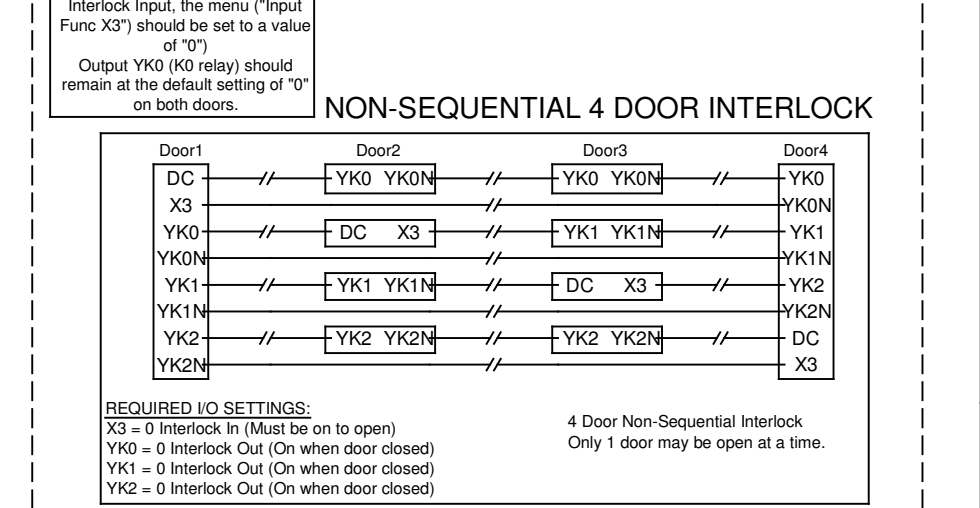 Interlock Input, the menu ("Input
Func X3") should be set to a value
of "0")
Output YK0 (K0 relay) should
remain at the default setting of "0"
on both doors.
NON-SEQUENTIAL 4 DOOR INTERLOCK
Door1 Door2 Door3 Door4
DC YK0 YK0N YK0 YK0N YK0
X3 YK0N
YK0 DC X3 YK1 YK1N YK1
YK0N YK1N
YK1 YK1 YK1N DC X3 YK2
YK1N YK2N
YK2 YK2 YK2N YK2 YK2N DC
YK2N X3
REQUIRED I/O SETTINGS:
X3 = 0 Interlock In (Must be on to open)
YK0 = 0 Interlock Out (On when door closed)
YK1 = 0 Interlock Out (On when door closed)
YK2 = 0 Interlock Out (On when door closed)
4 Door Non-Sequential Interlock
Only 1 door may be open at a time.